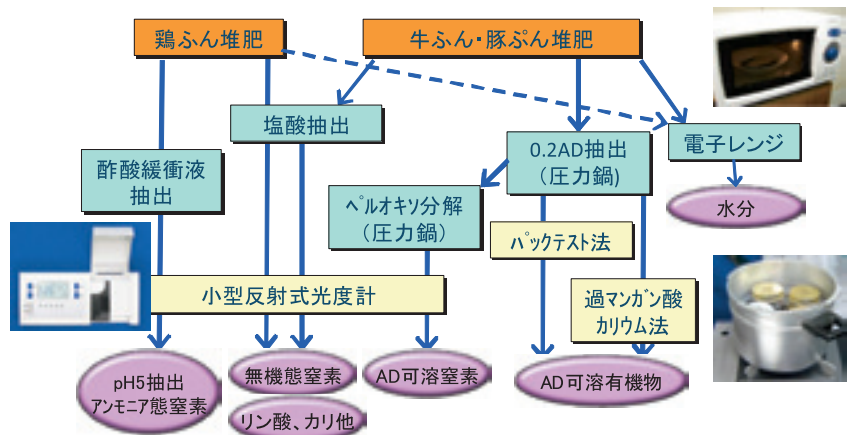 鶏ふん堆肥
牛ふん・豚ぷん堆肥
塩酸抽出
電子レンジ
0.2AD抽出
（圧力鍋）
酢酸緩衝液
抽出
ﾍﾟﾙオキソ分解
（圧力鍋）
水分
ﾊﾟックテスト法
小型反射式光度計
過マンガン酸
カリウム法
pH5抽出
アンモニア態窒素
無機態窒素
リン酸、カリ他
AD可溶窒素
AD可溶有機物